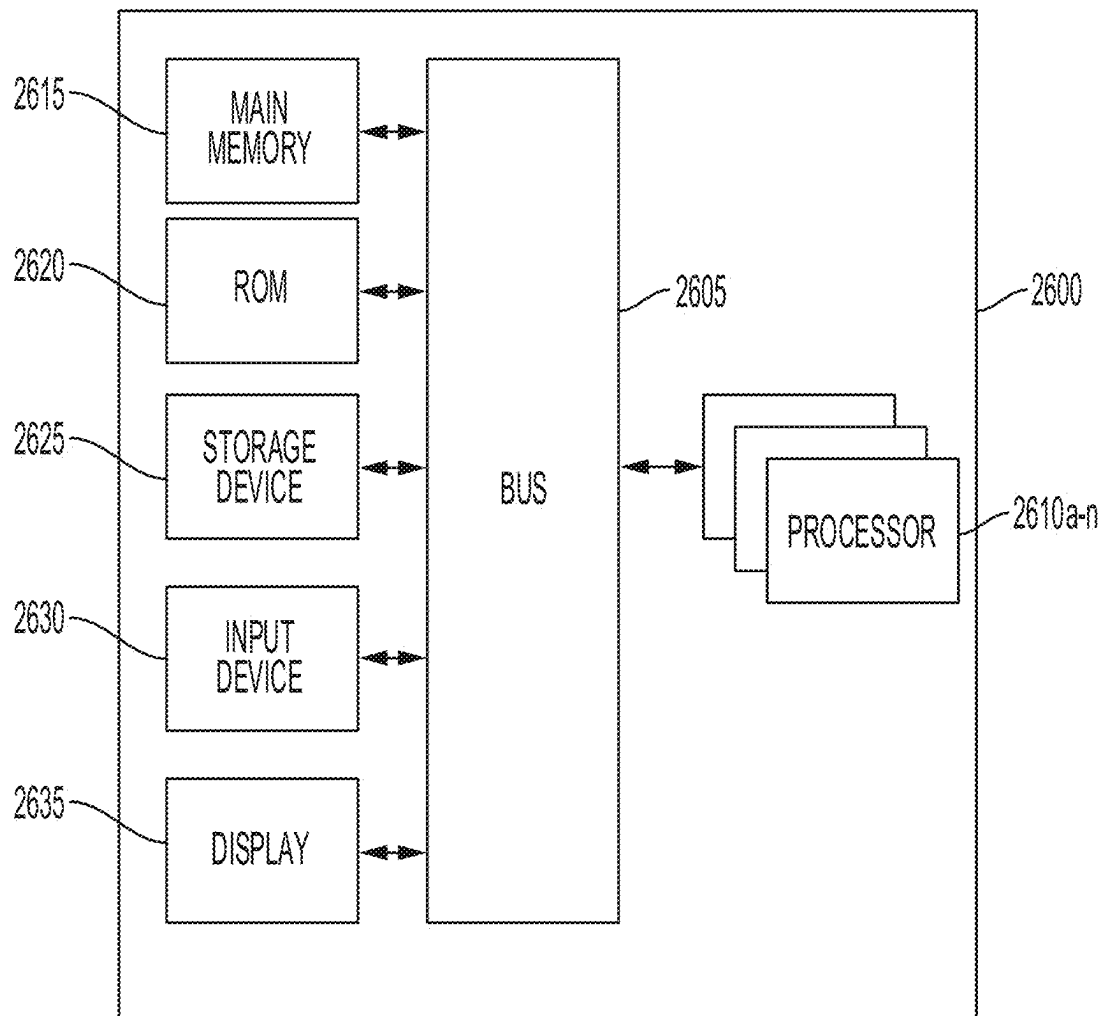 2615
MAIN
MEMORY
2620
ROM
2605
2600
2625
STORAGE
DEVICE
BUS
PROCESSOR
2610a-n
2630
INPUT
DEVICE
2635
DISPLAY